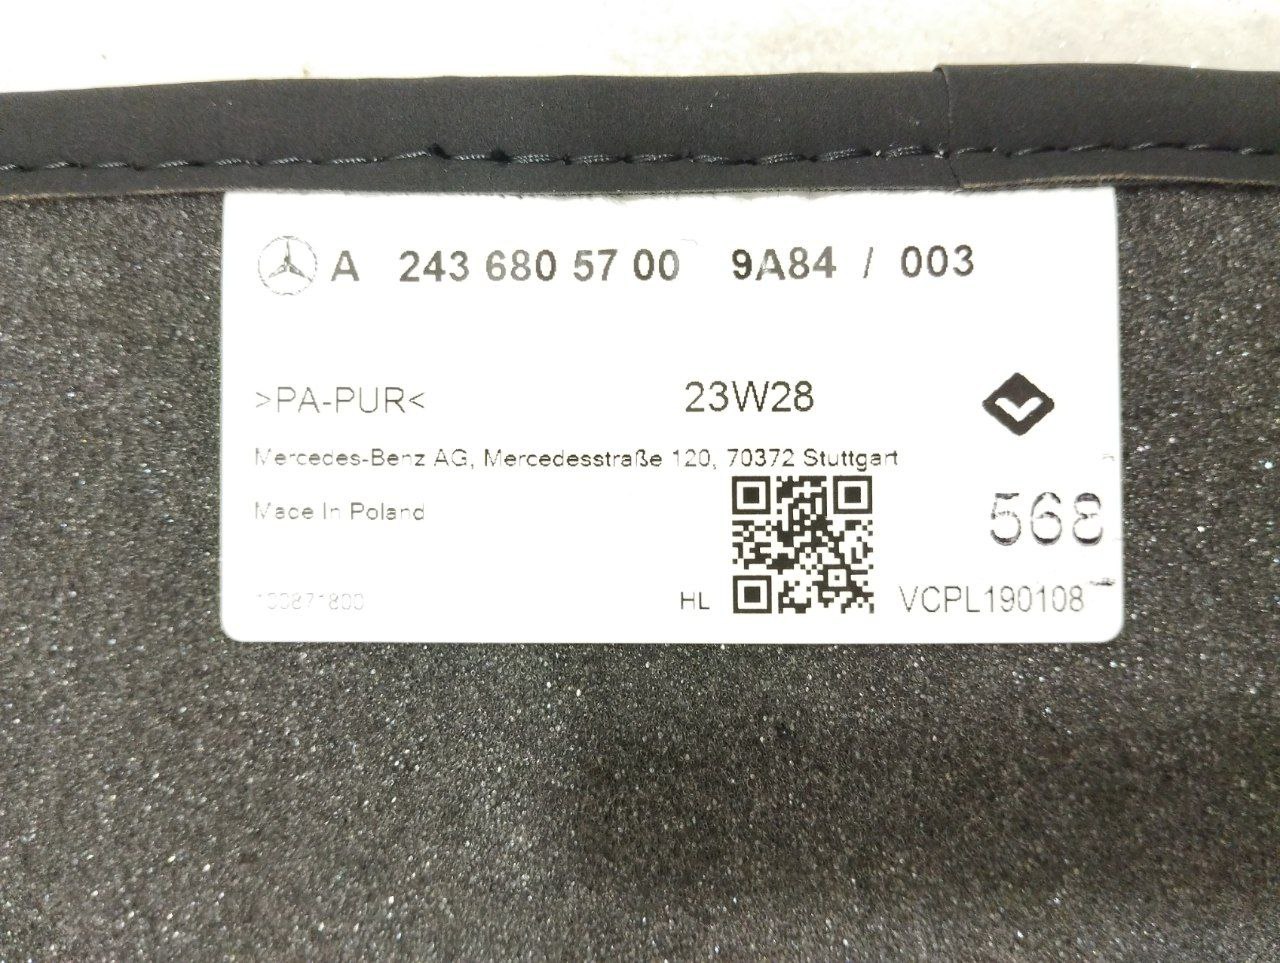 A 243 680 57 00 9A84 / 003
>PA-PUR< 23W28
Mercedes-Benz AG, Mercedesstraße 120, 70372 Stuttgart
Made In Poland
568
HL VCPL190108